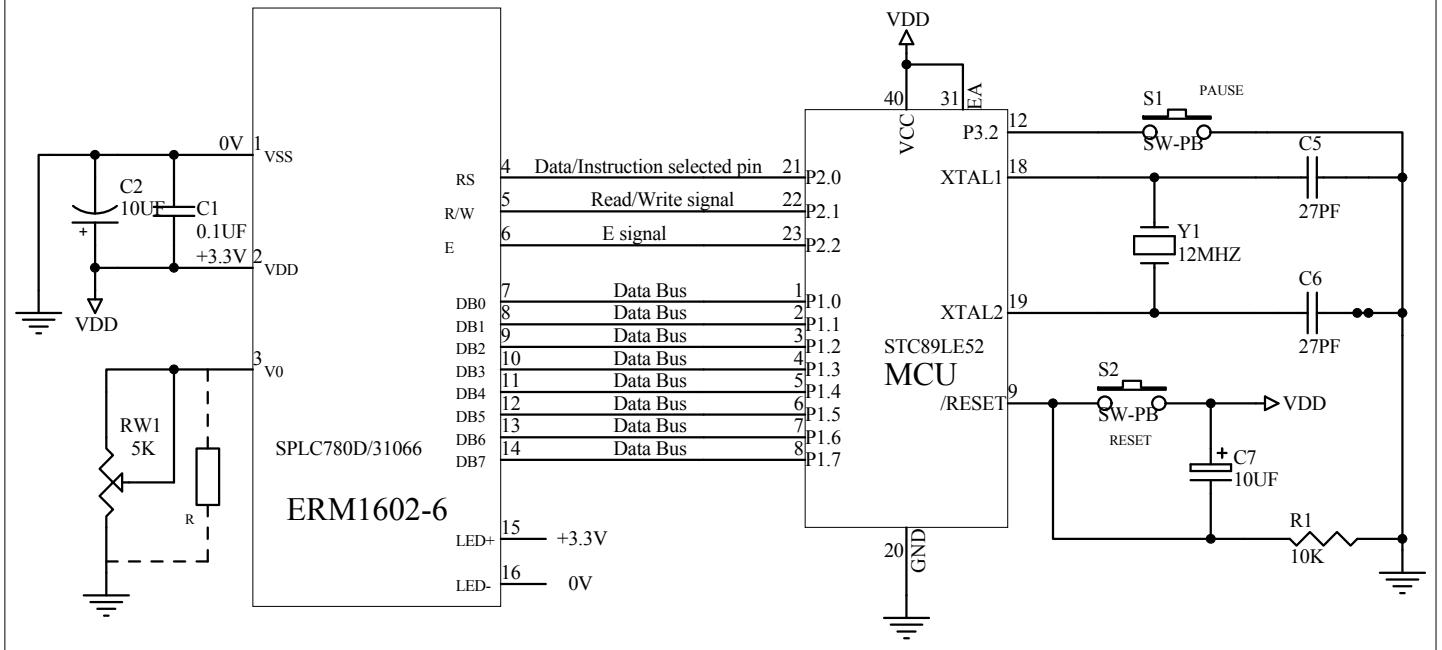 0V
1
VSS
C2
10UF
+
C1
0.1UF
+3.3V
2
VDD
VDD
3
V0
RW1
5K
R
SPLC780D/31066
ERM1602-6
RS
4
Data/Instruction selected pin
21
P2.0
R/W
5
Read/Write signal
22
P2.1
E
6
E signal
23
P2.2
DB0
7
Data Bus
1
P1.0
DB1
8
Data Bus
2
P1.1
DB2
9
Data Bus
3
P1.2
DB3
10
Data Bus
4
P1.3
DB4
11
Data Bus
5
P1.4
DB5
12
Data Bus
6
P1.5
DB6
13
Data Bus
7
P1.6
DB7
14
Data Bus
8
P1.7
LED+
15
+3.3V
LED-
16
0V
VDD
40
VCC
31
EA
P3.2
12
S1
PAUSE
SW-PB
XTAL1
18
C5
27PF
Y1
12MHZ
XTAL2
19
C6
27PF
STC89LE52
MCU
/RESET
9
S2
SW-PB
RESET
VDD
+
C7
10UF
R1
10K
20
GND